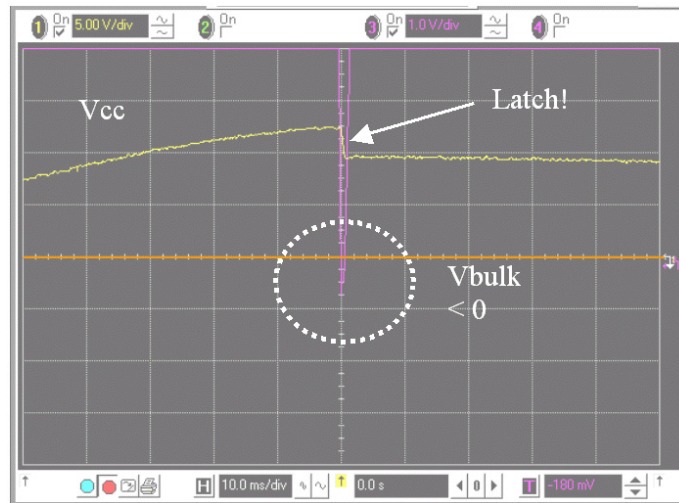 1 On 5.00 V/div 2 On 3 On 1.0 V/div 4 On
Vcc
Latch!
Vbulk
< 0
H 10.0 ms/div 0.0 s 0 T -180 mV